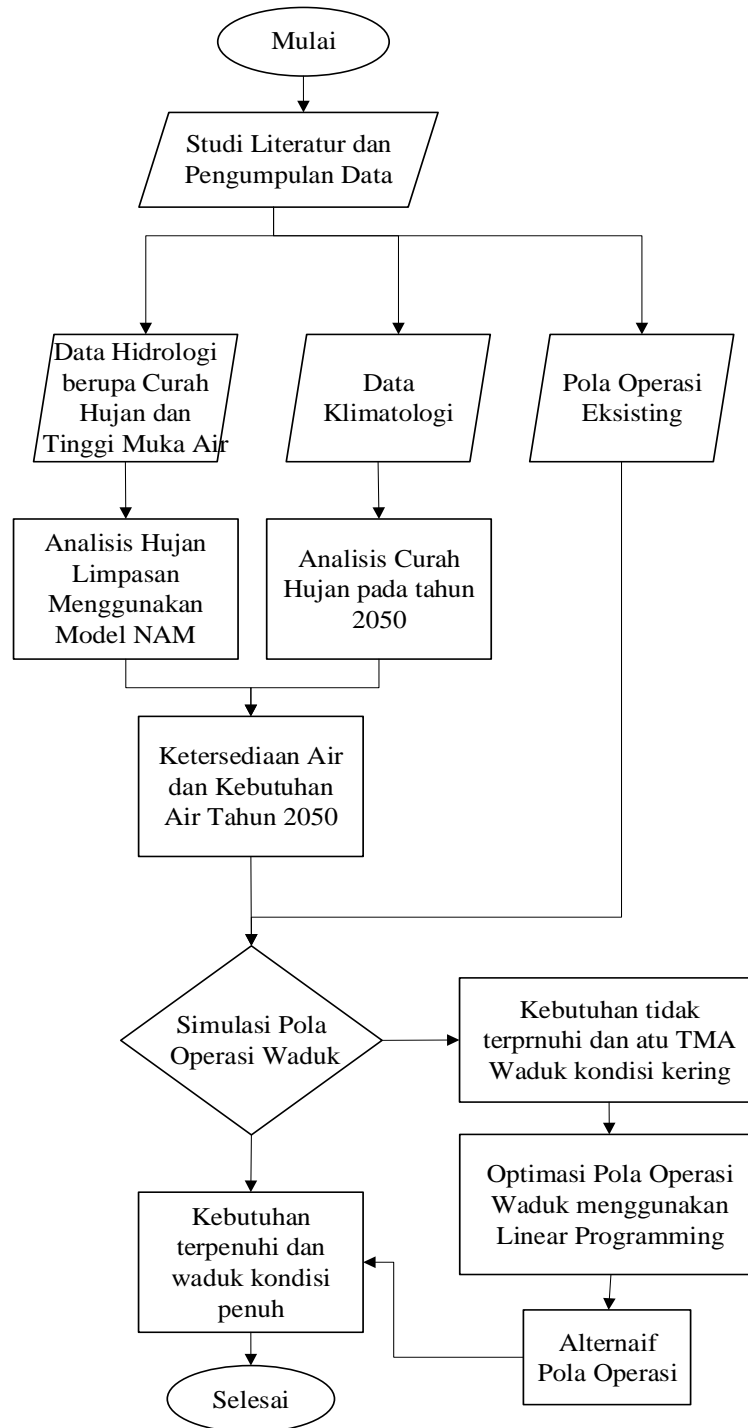 Mulai
Studi Literatur dan
Pengumpulan Data
Data Hidrologi
berupa Curah
Hujan dan
Tinggi Muka Air
Data
Klimatologi
Pola Operasi
Eksisting
Analisis Hujan
Limpasan
Menggunakan
Model NAM
Analisis Curah
Hujan pada tahun
2050
Ketersediaan Air
dan Kebutuhan
Air Tahun 2050
Simulasi Pola
Operasi Waduk
Kebutuhan tidak
terprnuhi dan atu TMA
Waduk kondisi kering
Optimasi Pola Operasi
Waduk menggunakan
Linear Programming
Kebutuhan
terpenuhi dan
waduk kondisi
penuh
Alternaif
Pola Operasi
Selesai